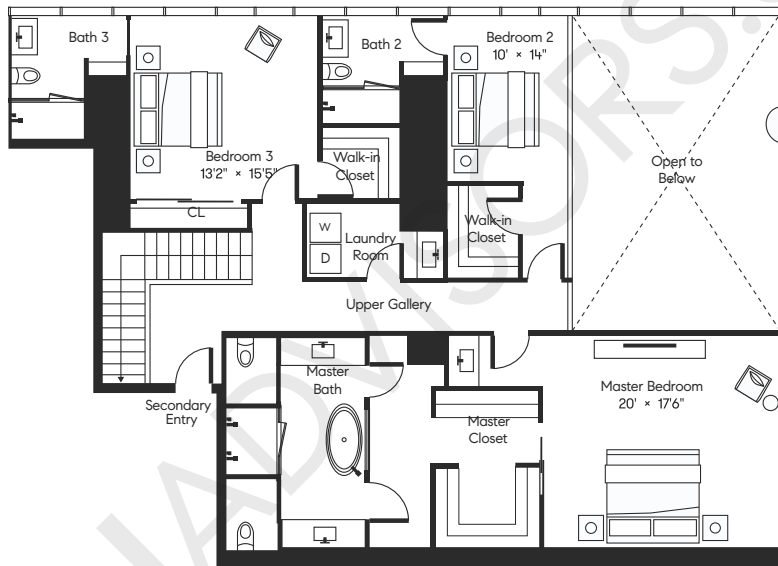 Bath 3
Bath 2
Bedroom 2
10' × 14"
Bedroom 3
13'2" × 15'5"
Walk-in
Closet
Open to
Below
CL
W
D
Laundry
Room
Walk-in
Closet
Upper Gallery
Secondary
Entry
Master
Bath
Master
Closet
Master Bedroom
20' × 17'6"
ADVISORS